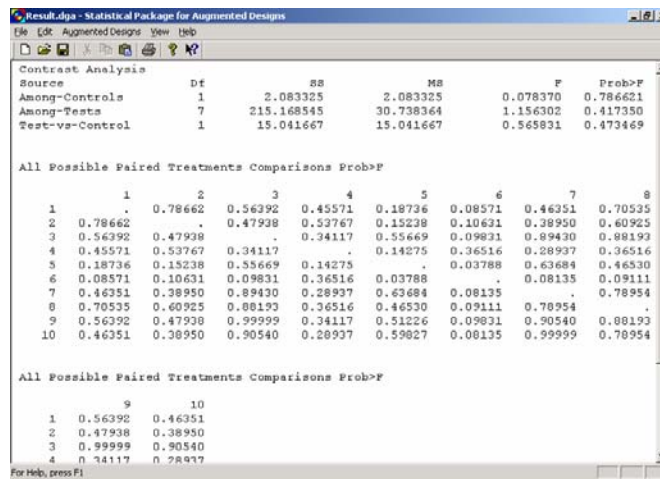 Result.dga - Statistical Package for Augmented Designs
File Edit Augmented Designs View Help
Contrast Analysis
Source Df SS MS F Prob>F
Among-Controls 1 2.083325 2.083325 0.078370 0.786621
Among-Tests 7 215.168545 30.738364 1.156302 0.417350
Test-vs-Control 1 15.041667 15.041667 0.565831 0.473469
All Possible Paired Treatments Comparisons Prob>F
1 2 3 4 5 6 7 8
1 . 0.78662 0.56392 0.45571 0.18736 0.08571 0.46351 0.70535
2 0.78662 . 0.47938 0.53767 0.15238 0.10631 0.38950 0.60925
3 0.56392 0.47938 . 0.34117 0.55669 0.09831 0.89430 0.88193
4 0.45571 0.53767 0.34117 . 0.14275 0.36516 0.28937 0.36516
5 0.18736 0.15238 0.55669 0.14275 . 0.03788 0.63684 0.46530
6 0.08571 0.10631 0.09831 0.36516 0.03788 . 0.08135 0.09111
7 0.46351 0.38950 0.89430 0.28937 0.63684 0.08135 . 0.78954
8 0.70535 0.60925 0.88193 0.36516 0.46530 0.09111 0.78954 .
9 0.56392 0.47938 0.99999 0.34117 0.51226 0.09831 0.90540 0.88193
10 0.46351 0.38950 0.90540 0.28937 0.59827 0.08135 0.99999 0.78954
All Possible Paired Treatments Comparisons Prob>F
9 10
1 0.56392 0.46351
2 0.47938 0.38950
3 0.99999 0.90540
4 0.34117 0.28937
For Help, press F1